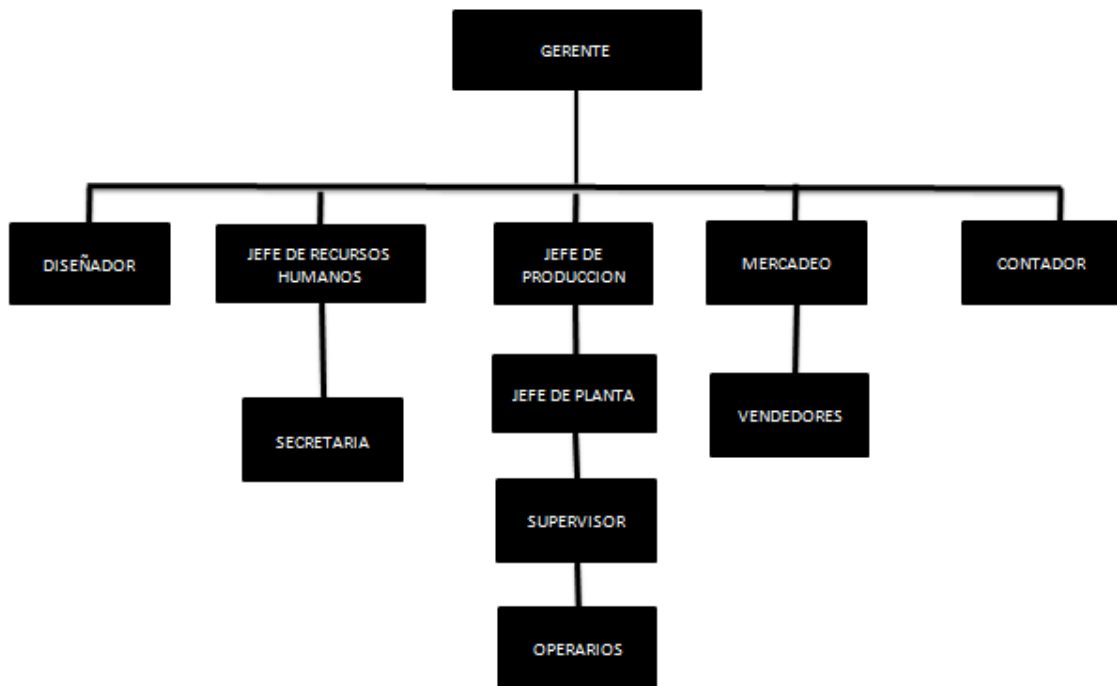 GERENTE
DISEÑADOR
JEFE DE RECURSOS
HUMANOS
JEFE DE
PRODUCCION
MERCADEO
CONTADOR
JEFE DE PLANTA
VENDEDORES
SECRETARIA
SUPERVISOR
OPERARIOS